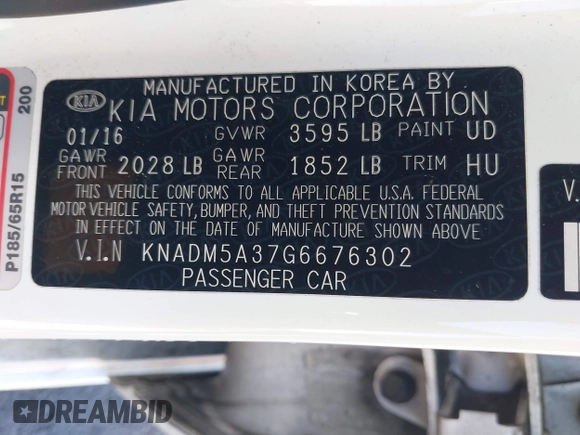 MANUFACTURED IN KOREA BY
KIA KIA MOTORS CORPORATION
01/16 GVWR 3595 LB PAINT UD
GAWR FRONT 2028 LB GAWR REAR 1852 LB TRIM HU
THIS VEHICLE CONFORMS TO ALL APPLICABLE U.S.A. FEDERAL
MOTOR VEHICLE SAFETY, BUMPER, AND THEFT PREVENTION STANDARDS
IN EFFECT ON THE DATE OF MANUFACTURE SHOWN ABOVE
V.I.N KNADM5A37G6676302
PASSENGER CAR
P185/65R15
200
V.
DREAMBID